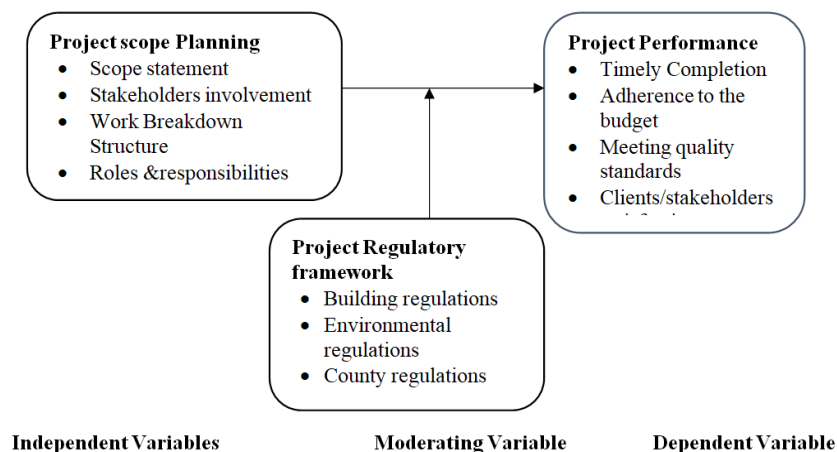 Project scope Planning
• Scope statement
• Stakeholders involvement
• Work Breakdown
Structure
• Roles &responsibilities
Project Performance
• Timely Completion
• Adherence to the
budget
• Meeting quality
standards
• Clients/stakeholders
Project Regulatory
framework
• Building regulations
• Environmental
regulations
• County regulations
Independent Variables
Moderating Variable
Dependent Variable